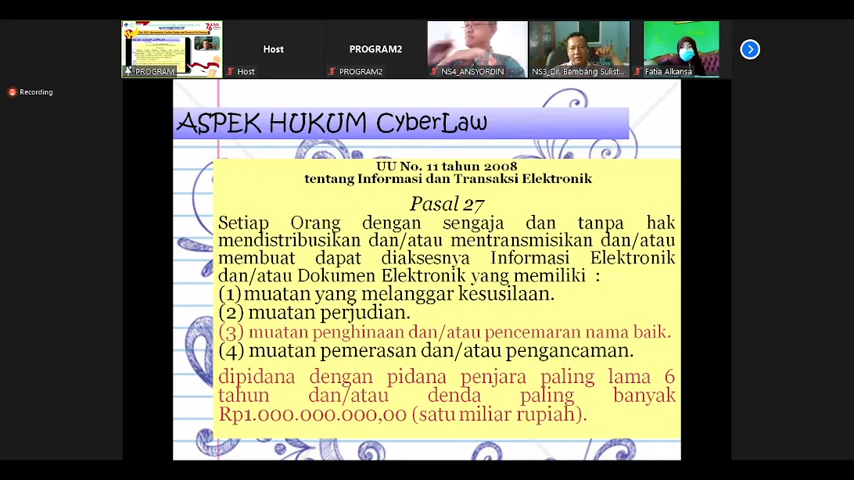 Host
PROGRAM2
PROGRAM
Host
PROGRAM2
NS4_ANSYORDIN
NS3_Dr. Bambang Sulist...
Fatia Alkansa
Recording
ASPEK HUKUM CyberLaw
UU No. 11 tahun 2008
tentang Informasi dan Transaksi Elektronik
Pasal 27
Setiap Orang dengan sengaja dan tanpa hak
mendistribusikan dan/atau mentransmisikan dan/atau
membuat dapat diaksesnya Informasi Elektronik
dan/atau Dokumen Elektronik yang memiliki :
(1) muatan yang melanggar kesusilaan.
(2) muatan perjudian.
(3) muatan penghinaan dan/atau pencemaran nama baik.
(4) muatan pemerasan dan/atau pengancaman.
dipidana dengan pidana penjara paling lama 6
tahun dan/atau denda paling banyak
Rp1.000.000.000,00 (satu miliar rupiah).